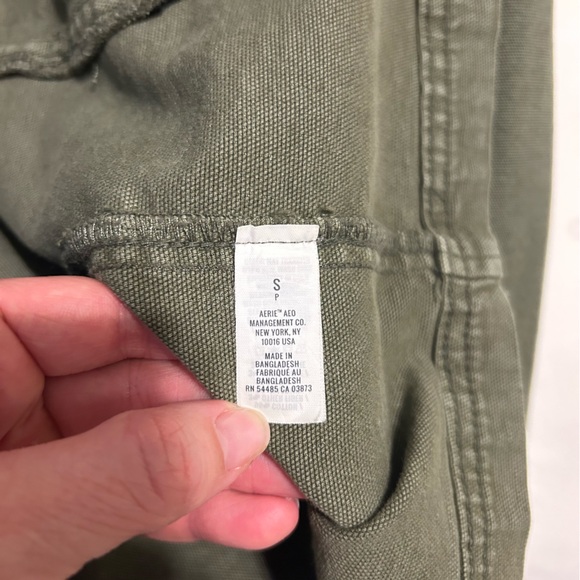 S
P
AERIE™ AEO
MANAGEMENT CO.
NEW YORK, NY
10016 USA
MADE IN
BANGLADESH
FABRIQUÉ AU
BANGLADESH
RN 54485 CA 03873